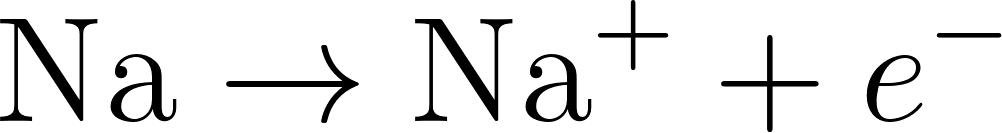 Na → Na⁺ + e⁻